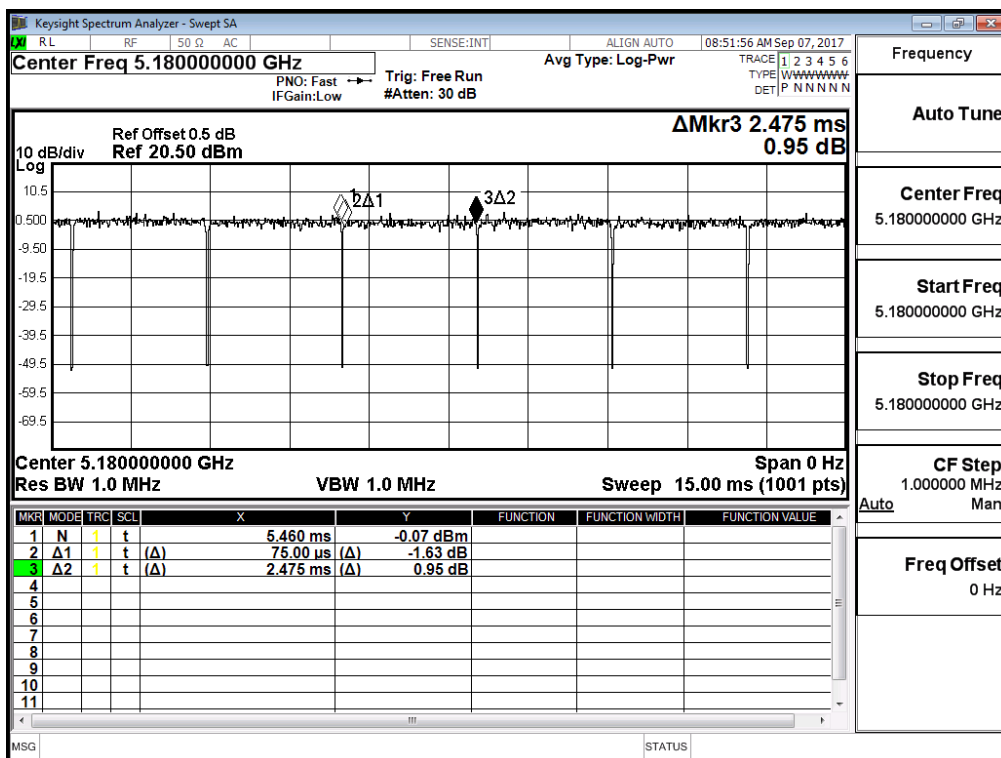 Keysight Spectrum Analyzer - Swept SA
LXI RL RF 50 Ω AC SENSE:INT ALIGN AUTO 08:51:56 AM Sep 07, 2017
Center Freq 5.180000000 GHz
PNO: Fast
IFGain:Low
Trig: Free Run
#Atten: 30 dB
Avg Type: Log-Pwr
TRACE 1 2 3 4 5 6
TYPE WWWWWW
DET P N N N N N
Ref Offset 0.5 dB
Ref 20.50 dBm
10 dB/div
Log
ΔMkr3 2.475 ms
0.95 dB
10.5
0.500
-9.50
-19.5
-29.5
-39.5
-49.5
-59.5
-69.5
1
2Δ1
3Δ2
Center 5.180000000 GHz Span 0 Hz
Res BW 1.0 MHz VBW 1.0 MHz Sweep 15.00 ms (1001 pts)
MKR MODE TRC SCL X Y FUNCTION FUNCTION WIDTH FUNCTION VALUE
1 N 1 t 5.460 ms -0.07 dBm
2 Δ1 1 t (Δ) 75.00 µs (Δ) -1.63 dB
3 Δ2 1 t (Δ) 2.475 ms (Δ) 0.95 dB
4
5
6
7
8
9
10
11
MSG STATUS
Frequency
Auto Tune
Center Freq
5.180000000 GHz
Start Freq
5.180000000 GHz
Stop Freq
5.180000000 GHz
CF Step
1.000000 MHz
Auto Man
Freq Offset
0 Hz